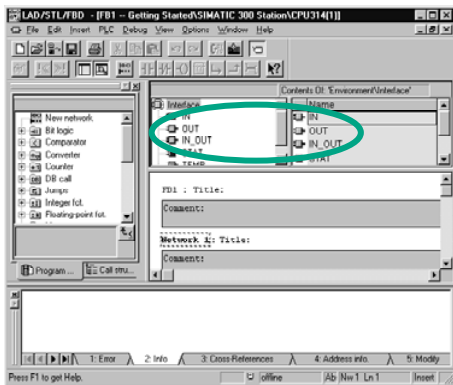 LAD/STL/FBD - [FB1 -- Getting Started\SIMATIC 300 Station\CPU314(1)]
File Edit Insert PLC Debug View Options Window Help
Contents Of: 'Environment\Interface'
Interface
IN
OUT
IN_OUT
STAT
TEMP
Name
IN
OUT
IN_OUT
STAT
New network
Bit logic
Comparator
Converter
Counter
DB call
Jumps
Integer fct.
Floating-point fct.
Program ... Call stru...
FB1 : Title:
Comment:
Network 1: Title:
Comment:
1: Error 2: Info 3: Cross-References 4: Address info. 5: Modify
Press F1 to get Help. offline Ab Nw 1 Ln 1 Insert